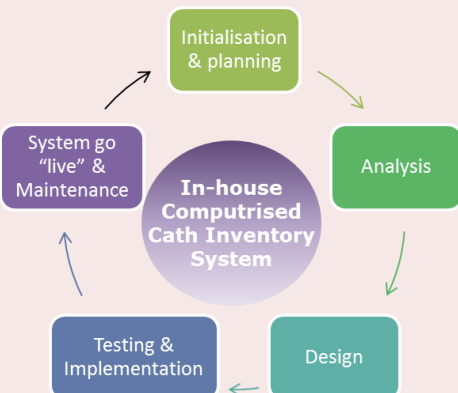 Initialisation
& planning
Analysis
Design
Testing &
Implementation
System go
“live” &
Maintenance
In-house
Computrised
Cath Inventory
System